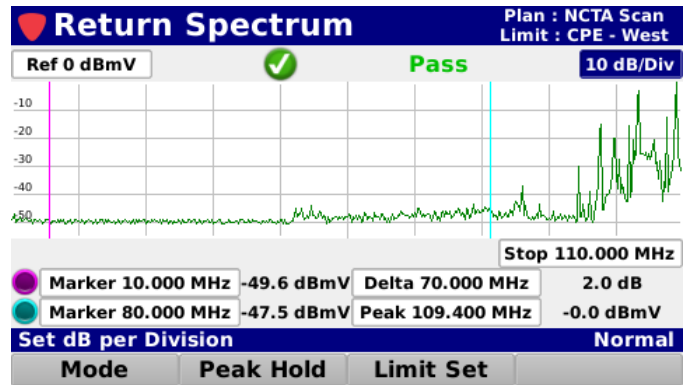 Return Spectrum
Plan : NCTA Scan
Limit : CPE - West
Ref 0 dBmV
Pass
10 dB/Div
-10
-20
-30
-40
-50
Stop 110.000 MHz
Marker 10.000 MHz -49.6 dBmV Delta 70.000 MHz 2.0 dB
Marker 80.000 MHz -47.5 dBmV Peak 109.400 MHz -0.0 dBmV
Set dB per Division Normal
Mode Peak Hold Limit Set